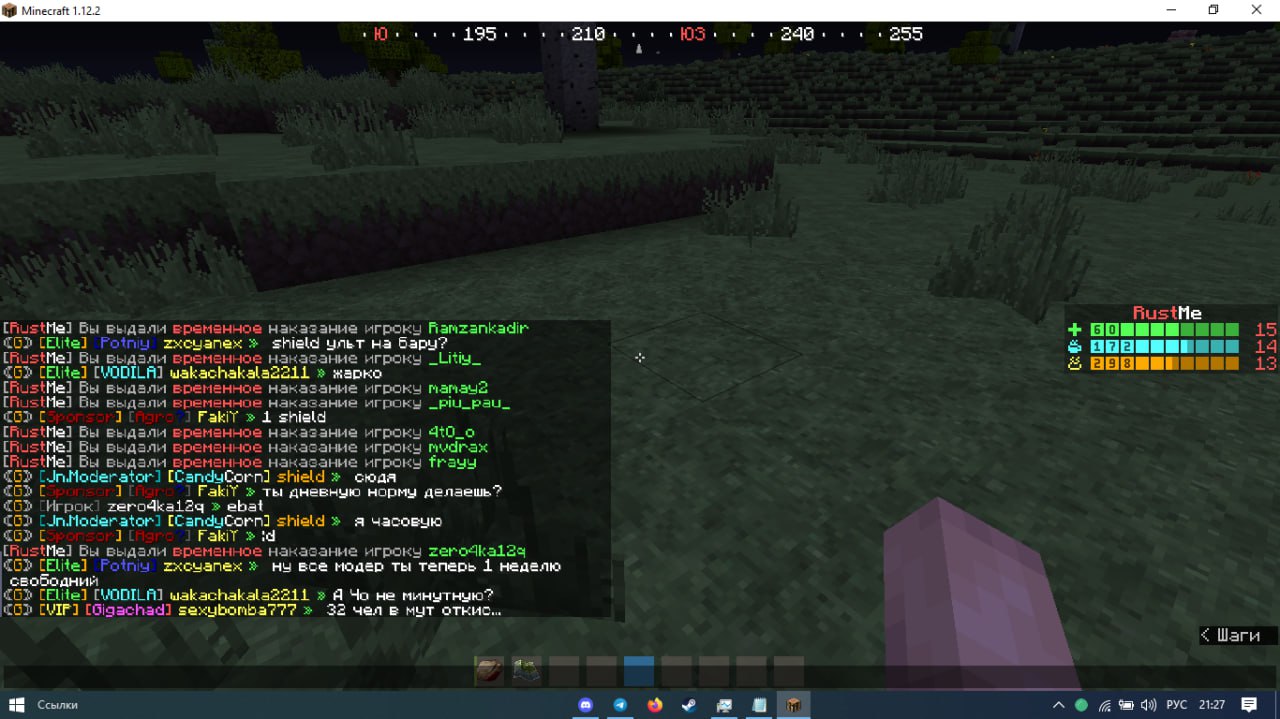 Minecraft 1.12.2
· Ю · · · · 195 · · · · 210 · · · · ЮЗ · · · · 240 · · · · 255
RustMe
60 15
172 14
298 13
[RustMe] Вы выдали временное наказание игроку Ramzankadir
(G) [Elite] [Potniy] zxcyanex » shield ульт на бару?
[RustMe] Вы выдали временное наказание игроку _Litiy_
(G) [Elite] [VODILA] wakachakala2211 » жарко
[RustMe] Вы выдали временное наказание игроку mamay2
[RustMe] Вы выдали временное наказание игроку _piu_pau_
(G) [Sponsor] [Agro?] FakiY » 1 shield
[RustMe] Вы выдали временное наказание игроку 4t0_o
[RustMe] Вы выдали временное наказание игроку mvdrax
[RustMe] Вы выдали временное наказание игроку frayy
(G) [Jn.Moderator] [CandyCorn] shield » сюдя
(G) [Sponsor] [Agro?] FakiY » ты дневную норму делаешь?
(G) [Игрок] zero4ka12q » ebat
(G) [Jn.Moderator] [CandyCorn] shield » я часовую
(G) [Sponsor] [Agro?] FakiY » :d
[RustMe] Вы выдали временное наказание игроку zero4ka12q
(G) [Elite] [Potniy] zxcyanex » ну все модер ты теперь 1 неделю
свободний
(G) [Elite] [VODILA] wakachakala2211 » А Чо не минутную?
(G) [VIP] [Gigachad] sexybomba777 » 32 чел в мут откис...
< Шаги
Ссылки
РУС 21:27